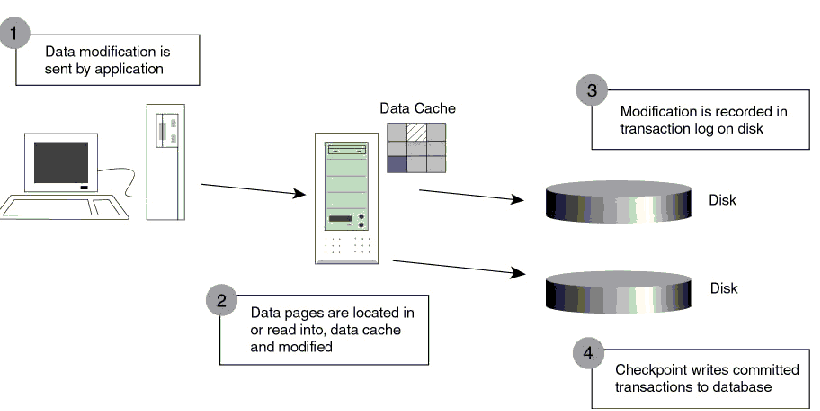 1
Data modification is
sent by application
Data Cache
3
Modification is recorded in
transaction log on disk
Disk
2
Data pages are located in
or read into, data cache
and modified
Disk
4
Checkpoint writes committed
transactions to database